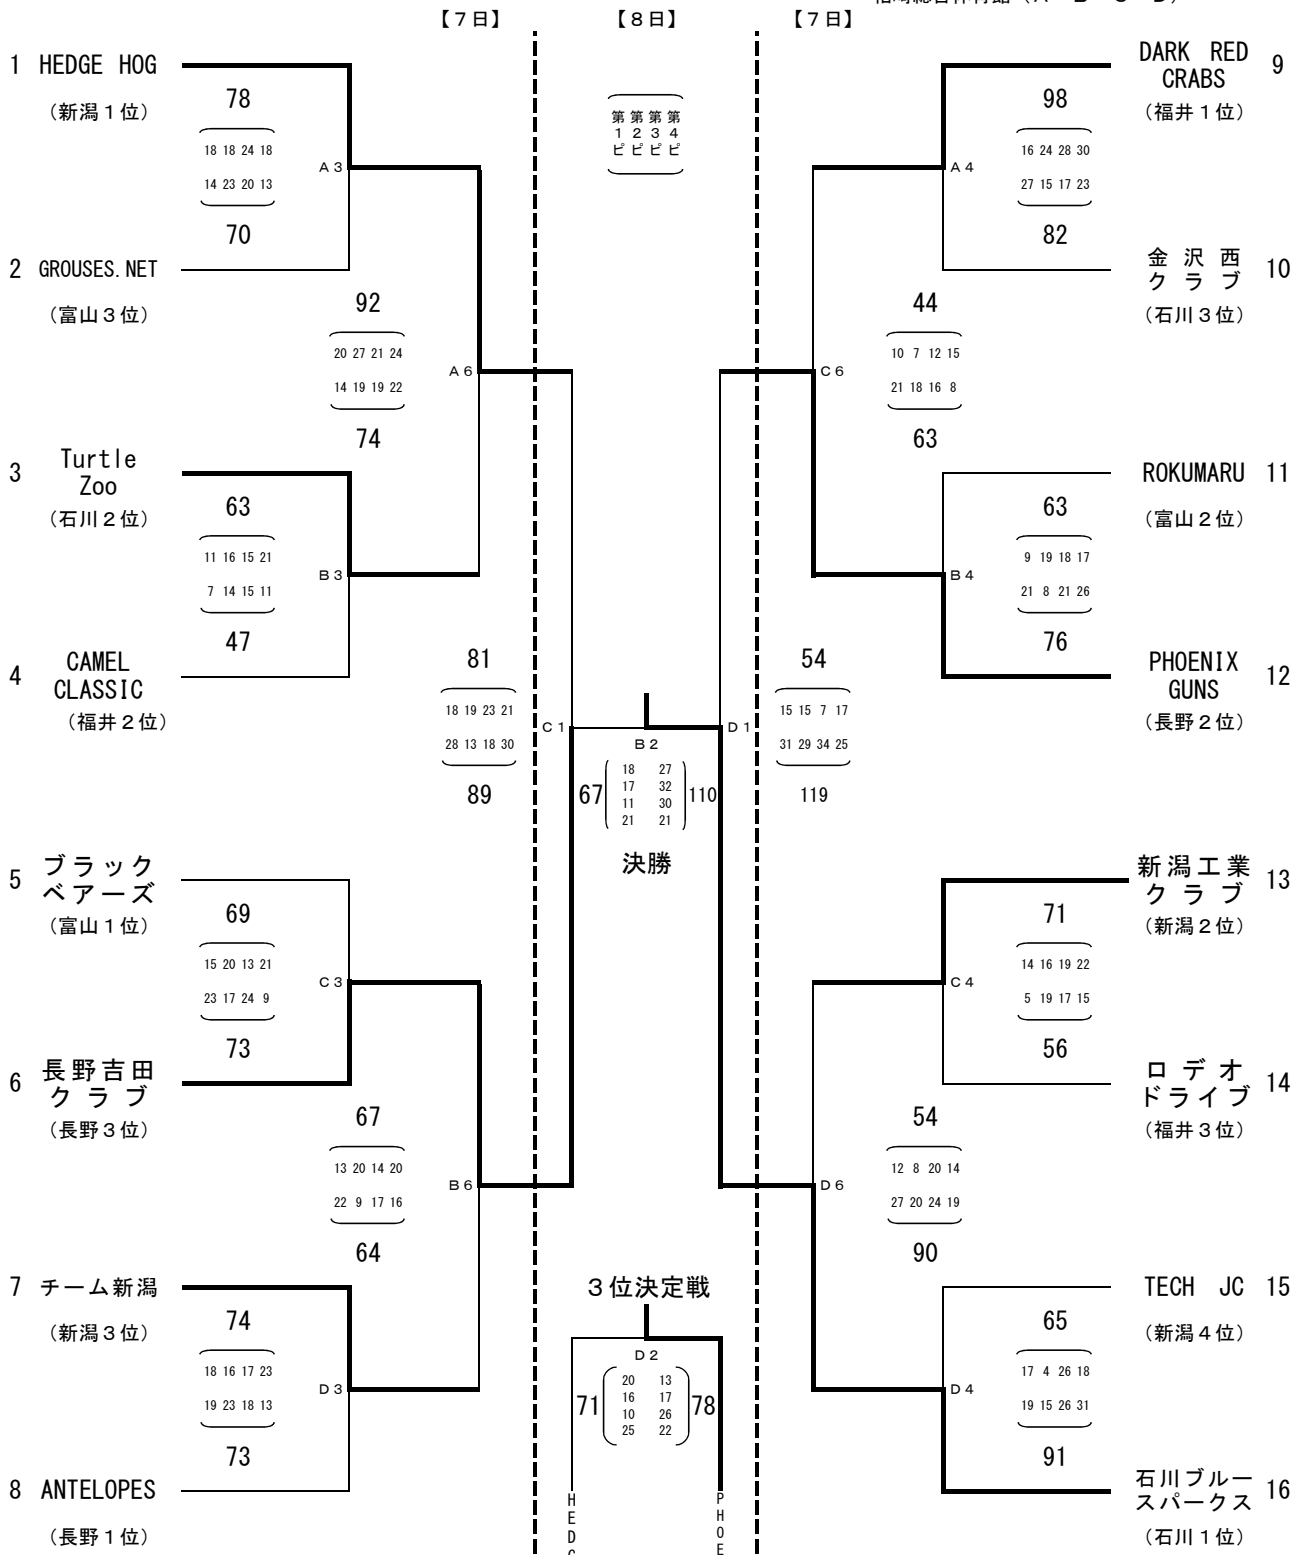 【７日】
【８日】
【７日】
1 HEDGE HOG
（新潟１位）
78
18 18 24 18
14 23 20 13
70
Ａ３
2 GROUSES.NET
（富山３位）
92
20 27 21 24
14 19 19 22
74
Ａ６
3 Turtle
Zoo
（石川２位）
63
11 16 15 21
7 14 15 11
47
Ｂ３
4 CAMEL
CLASSIC
（福井２位）
81
18 19 23 21
28 13 18 30
89
Ｃ１
5 ブラック
ベアーズ
（富山１位）
69
15 20 13 21
23 17 24 9
73
Ｃ３
6 長野吉田
クラブ
（長野３位）
67
13 20 14 20
22 9 17 16
64
Ｂ６
7 チーム新潟
（新潟３位）
74
18 16 17 23
19 23 18 13
73
Ｄ３
8 ANTELOPES
（長野１位）
第１ピ
第２ピ
第３ピ
第４ピ
Ｂ２
67
18 27
17 32
11 30
21 21
110
決勝
３位決定戦
Ｄ２
71
20 13
16 17
10 26
25 22
78
HEDG
PHOE
DARK RED
CRABS 9
（福井１位）
98
16 24 28 30
27 15 17 23
82
Ａ４
金沢西
クラブ 10
（石川３位）
44
10 7 12 15
21 18 16 8
63
Ｃ６
ROKUMARU 11
（富山２位）
63
9 19 18 17
21 8 21 26
76
Ｂ４
PHOENIX
GUNS 12
（長野２位）
54
15 15 7 17
31 29 34 25
119
Ｄ１
新潟工業
クラブ 13
（新潟２位）
71
14 16 19 22
5 19 17 15
56
Ｃ４
ロデオ
ドライブ 14
（福井３位）
54
12 8 20 14
27 20 24 19
90
Ｄ６
TECH JC 15
（新潟４位）
65
17 4 26 18
19 15 26 31
91
Ｄ４
石川ブルー
スパークス 16
（石川１位）